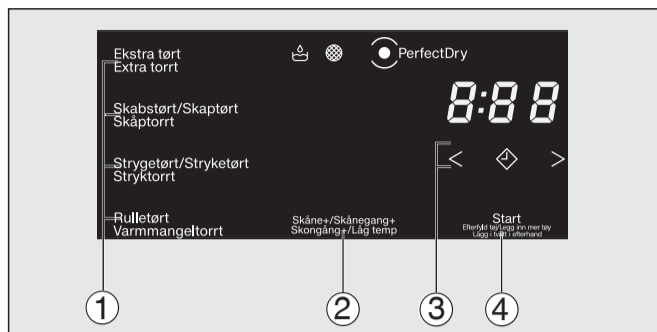 Ekstra tørt
Extra torrt
PerfectDry
8:88
Skabstørt/Skaptørt
Skåptorrt
< >
Strygetørt/Stryketørt
Stryktorrt
Rulletørt
Varmmangeltorrt
Skåne+/Skånegang+
Skongång+/Låg temp
Start
Efterfyld tøj/Legg inn mer tøy
Lägg i tvätt i efterhand
1 2 3 4